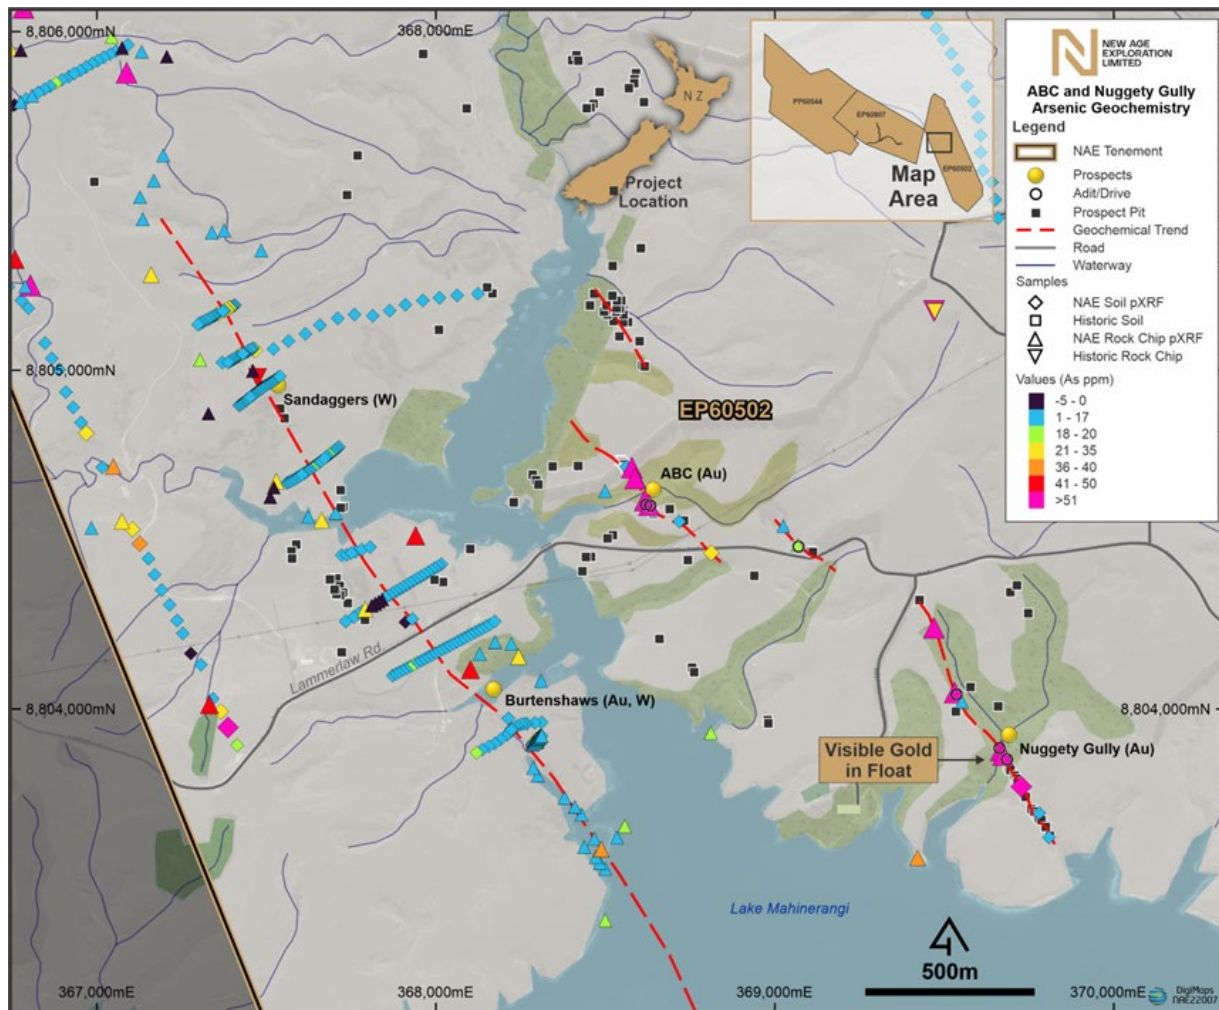 8,806,000mN
368,000mE
N Z
Project
Location
PP60544
EP60807
EP60502
Map
Area
NEW AGE
EXPLORATION
LIMITED
ABC and Nuggety Gully
Arsenic Geochemistry
Legend
NAE Tenement
Prospects
Adit/Drive
Prospect Pit
Geochemical Trend
Road
Waterway
Samples
NAE Soil pXRF
Historic Soil
NAE Rock Chip pXRF
Historic Rock Chip
Values (As ppm)
-5 - 0
1 - 17
18 - 20
21 - 35
36 - 40
41 - 50
>51
8,805,000mN
Sandaggers (W)
EP60502
ABC (Au)
Lammerlaw Rd
Burtenshaws (Au, W)
8,804,000mN
8,804,000mN
Visible Gold
in Float
Nuggety Gully (Au)
Lake Mahinerangi
500m
367,000mE
368,000mE
369,000mE
370,000mE
DigiMaps
NAE22007